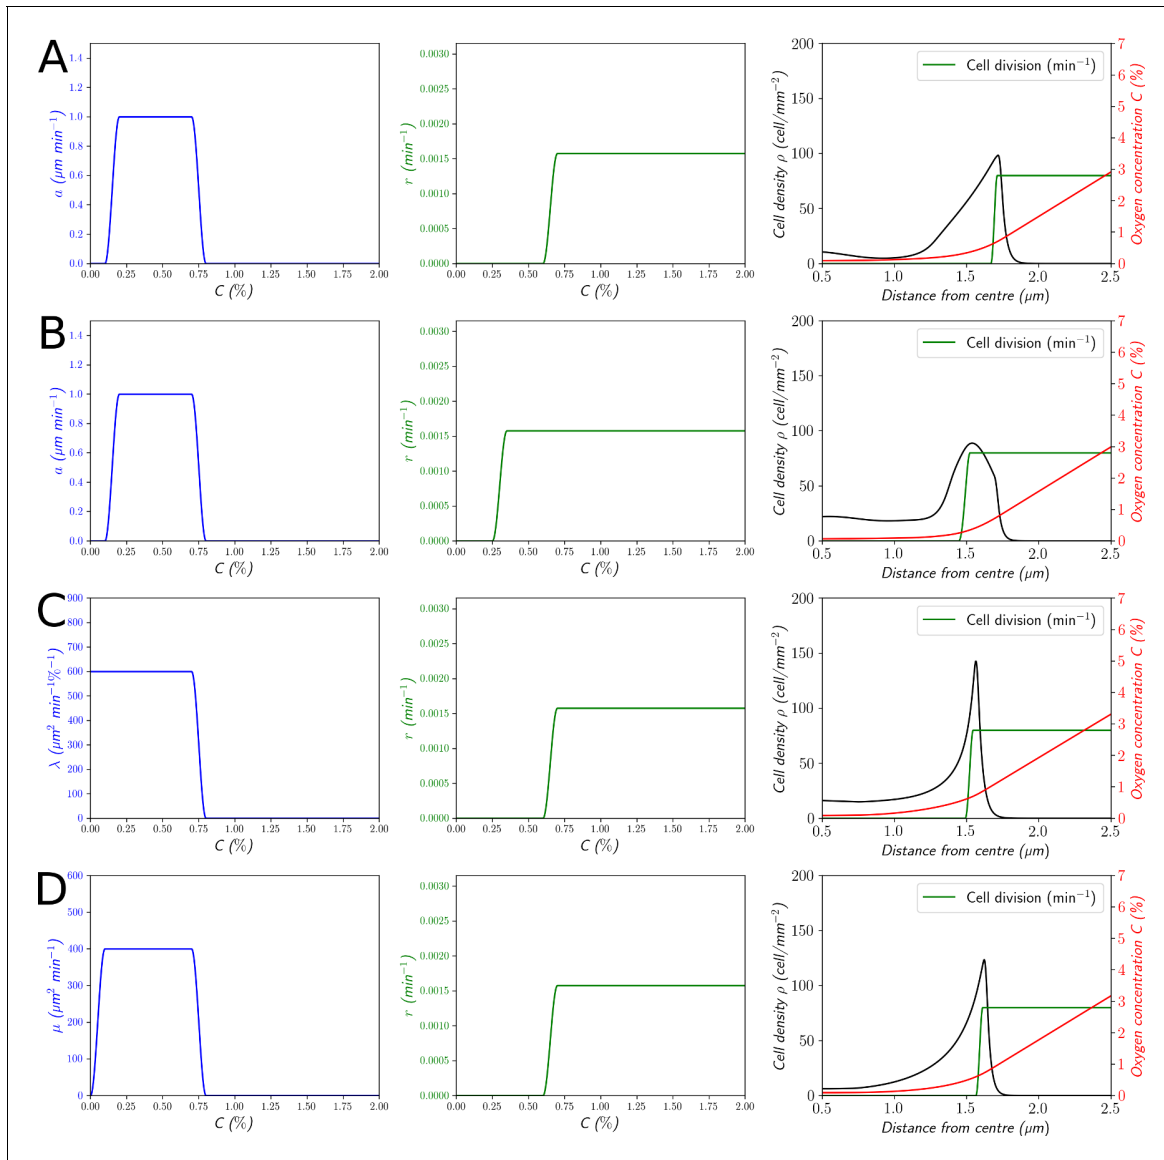 A
a (μm min⁻¹)
1.4
1.2
1.0
0.8
0.6
0.4
0.2
0.0
0.00 0.25 0.50 0.75 1.00 1.25 1.50 1.75 2.00
C (%)
r (min⁻¹)
0.0030
0.0025
0.0020
0.0015
0.0010
0.0005
0.0000
0.00 0.25 0.50 0.75 1.00 1.25 1.50 1.75 2.00
C (%)
Cell density ρ (cell/mm⁻²)
200
150
100
50
0
Cell division (min⁻¹)
7
6
5
4
3
2
1
0
Oxygen concentration C (%)
0.5 1.0 1.5 2.0 2.5
Distance from centre (μm)
B
a (μm min⁻¹)
1.4
1.2
1.0
0.8
0.6
0.4
0.2
0.0
0.00 0.25 0.50 0.75 1.00 1.25 1.50 1.75 2.00
C (%)
r (min⁻¹)
0.0030
0.0025
0.0020
0.0015
0.0010
0.0005
0.0000
0.00 0.25 0.50 0.75 1.00 1.25 1.50 1.75 2.00
C (%)
Cell density ρ (cell/mm⁻²)
200
150
100
50
0
Cell division (min⁻¹)
7
6
5
4
3
2
1
0
Oxygen concentration C (%)
0.5 1.0 1.5 2.0 2.5
Distance from centre (μm)
C
λ (μm² min⁻¹%⁻¹)
900
800
700
600
500
400
300
200
100
0
0.00 0.25 0.50 0.75 1.00 1.25 1.50 1.75 2.00
C (%)
r (min⁻¹)
0.0030
0.0025
0.0020
0.0015
0.0010
0.0005
0.0000
0.00 0.25 0.50 0.75 1.00 1.25 1.50 1.75 2.00
C (%)
Cell density ρ (cell/mm⁻²)
200
150
100
50
0
Cell division (min⁻¹)
7
6
5
4
3
2
1
0
Oxygen concentration C (%)
0.5 1.0 1.5 2.0 2.5
Distance from centre (μm)
D
μ (μm² min⁻¹)
600
500
400
300
200
100
0
0.00 0.25 0.50 0.75 1.00 1.25 1.50 1.75 2.00
C (%)
r (min⁻¹)
0.0030
0.0025
0.0020
0.0015
0.0010
0.0005
0.0000
0.00 0.25 0.50 0.75 1.00 1.25 1.50 1.75 2.00
C (%)
Cell density ρ (cell/mm⁻²)
200
150
100
50
0
Cell division (min⁻¹)
7
6
5
4
3
2
1
0
Oxygen concentration C (%)
0.5 1.0 1.5 2.0 2.5
Distance from centre (μm)